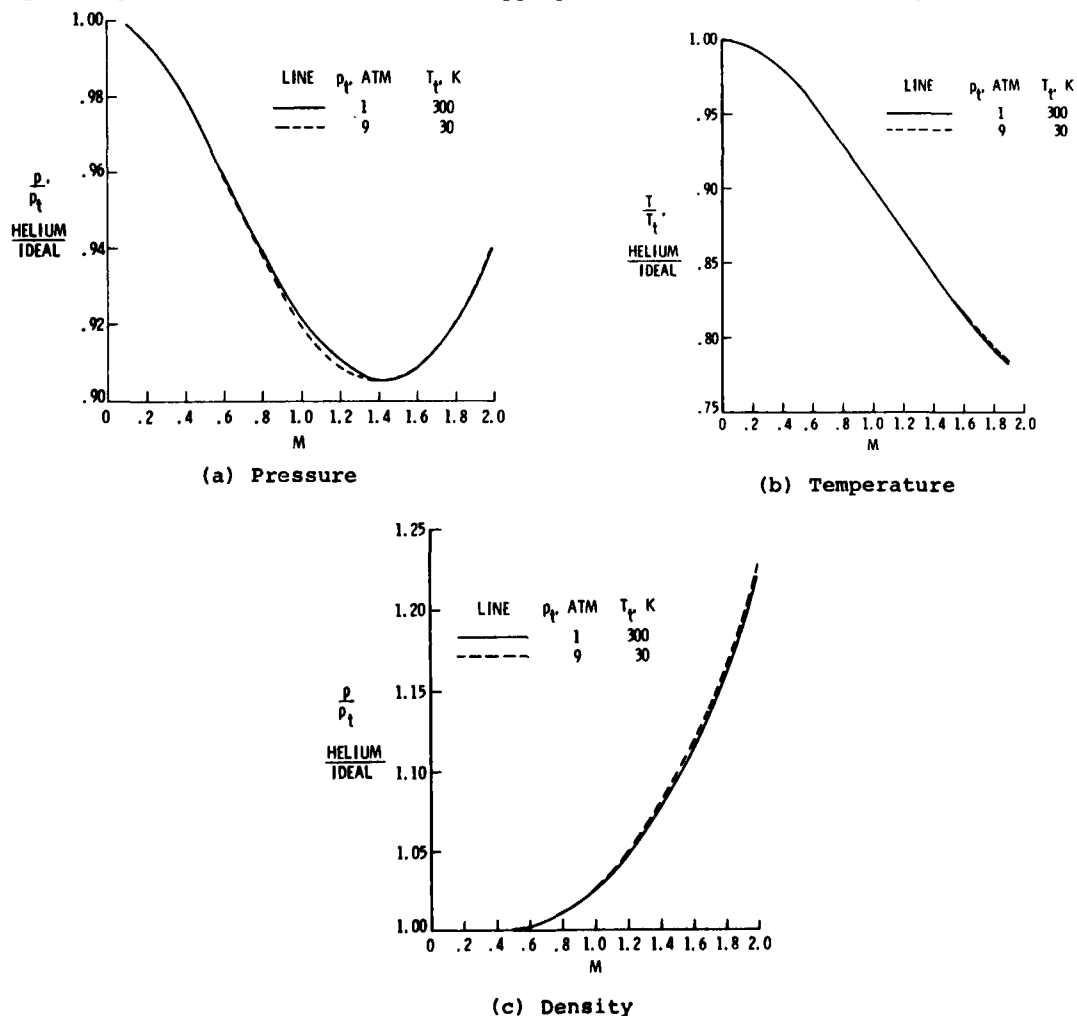 1.00
.98
.96
.94
.92
.90
p/p_t,
HELIUM
IDEAL
LINE p_t, ATM T_t, K
1 300
9 30
0 .2 .4 .6 .8 1.0 1.2 1.4 1.6 1.8 2.0
M
(a) Pressure
1.00
.95
.90
.85
.80
.75
T/T_t,
HELIUM
IDEAL
LINE p_t, ATM T_t, K
1 300
9 30
0 .2 .4 .6 .8 1.0 1.2 1.4 1.6 1.8 2.0
M
(b) Temperature
1.25
1.20
1.15
1.10
1.05
1.00
ρ/ρ_t
HELIUM
IDEAL
LINE p_t, ATM T_t, K
1 300
9 30
0 .2 .4 .6 .8 1.0 1.2 1.4 1.6 1.8 2.0
M
(c) Density